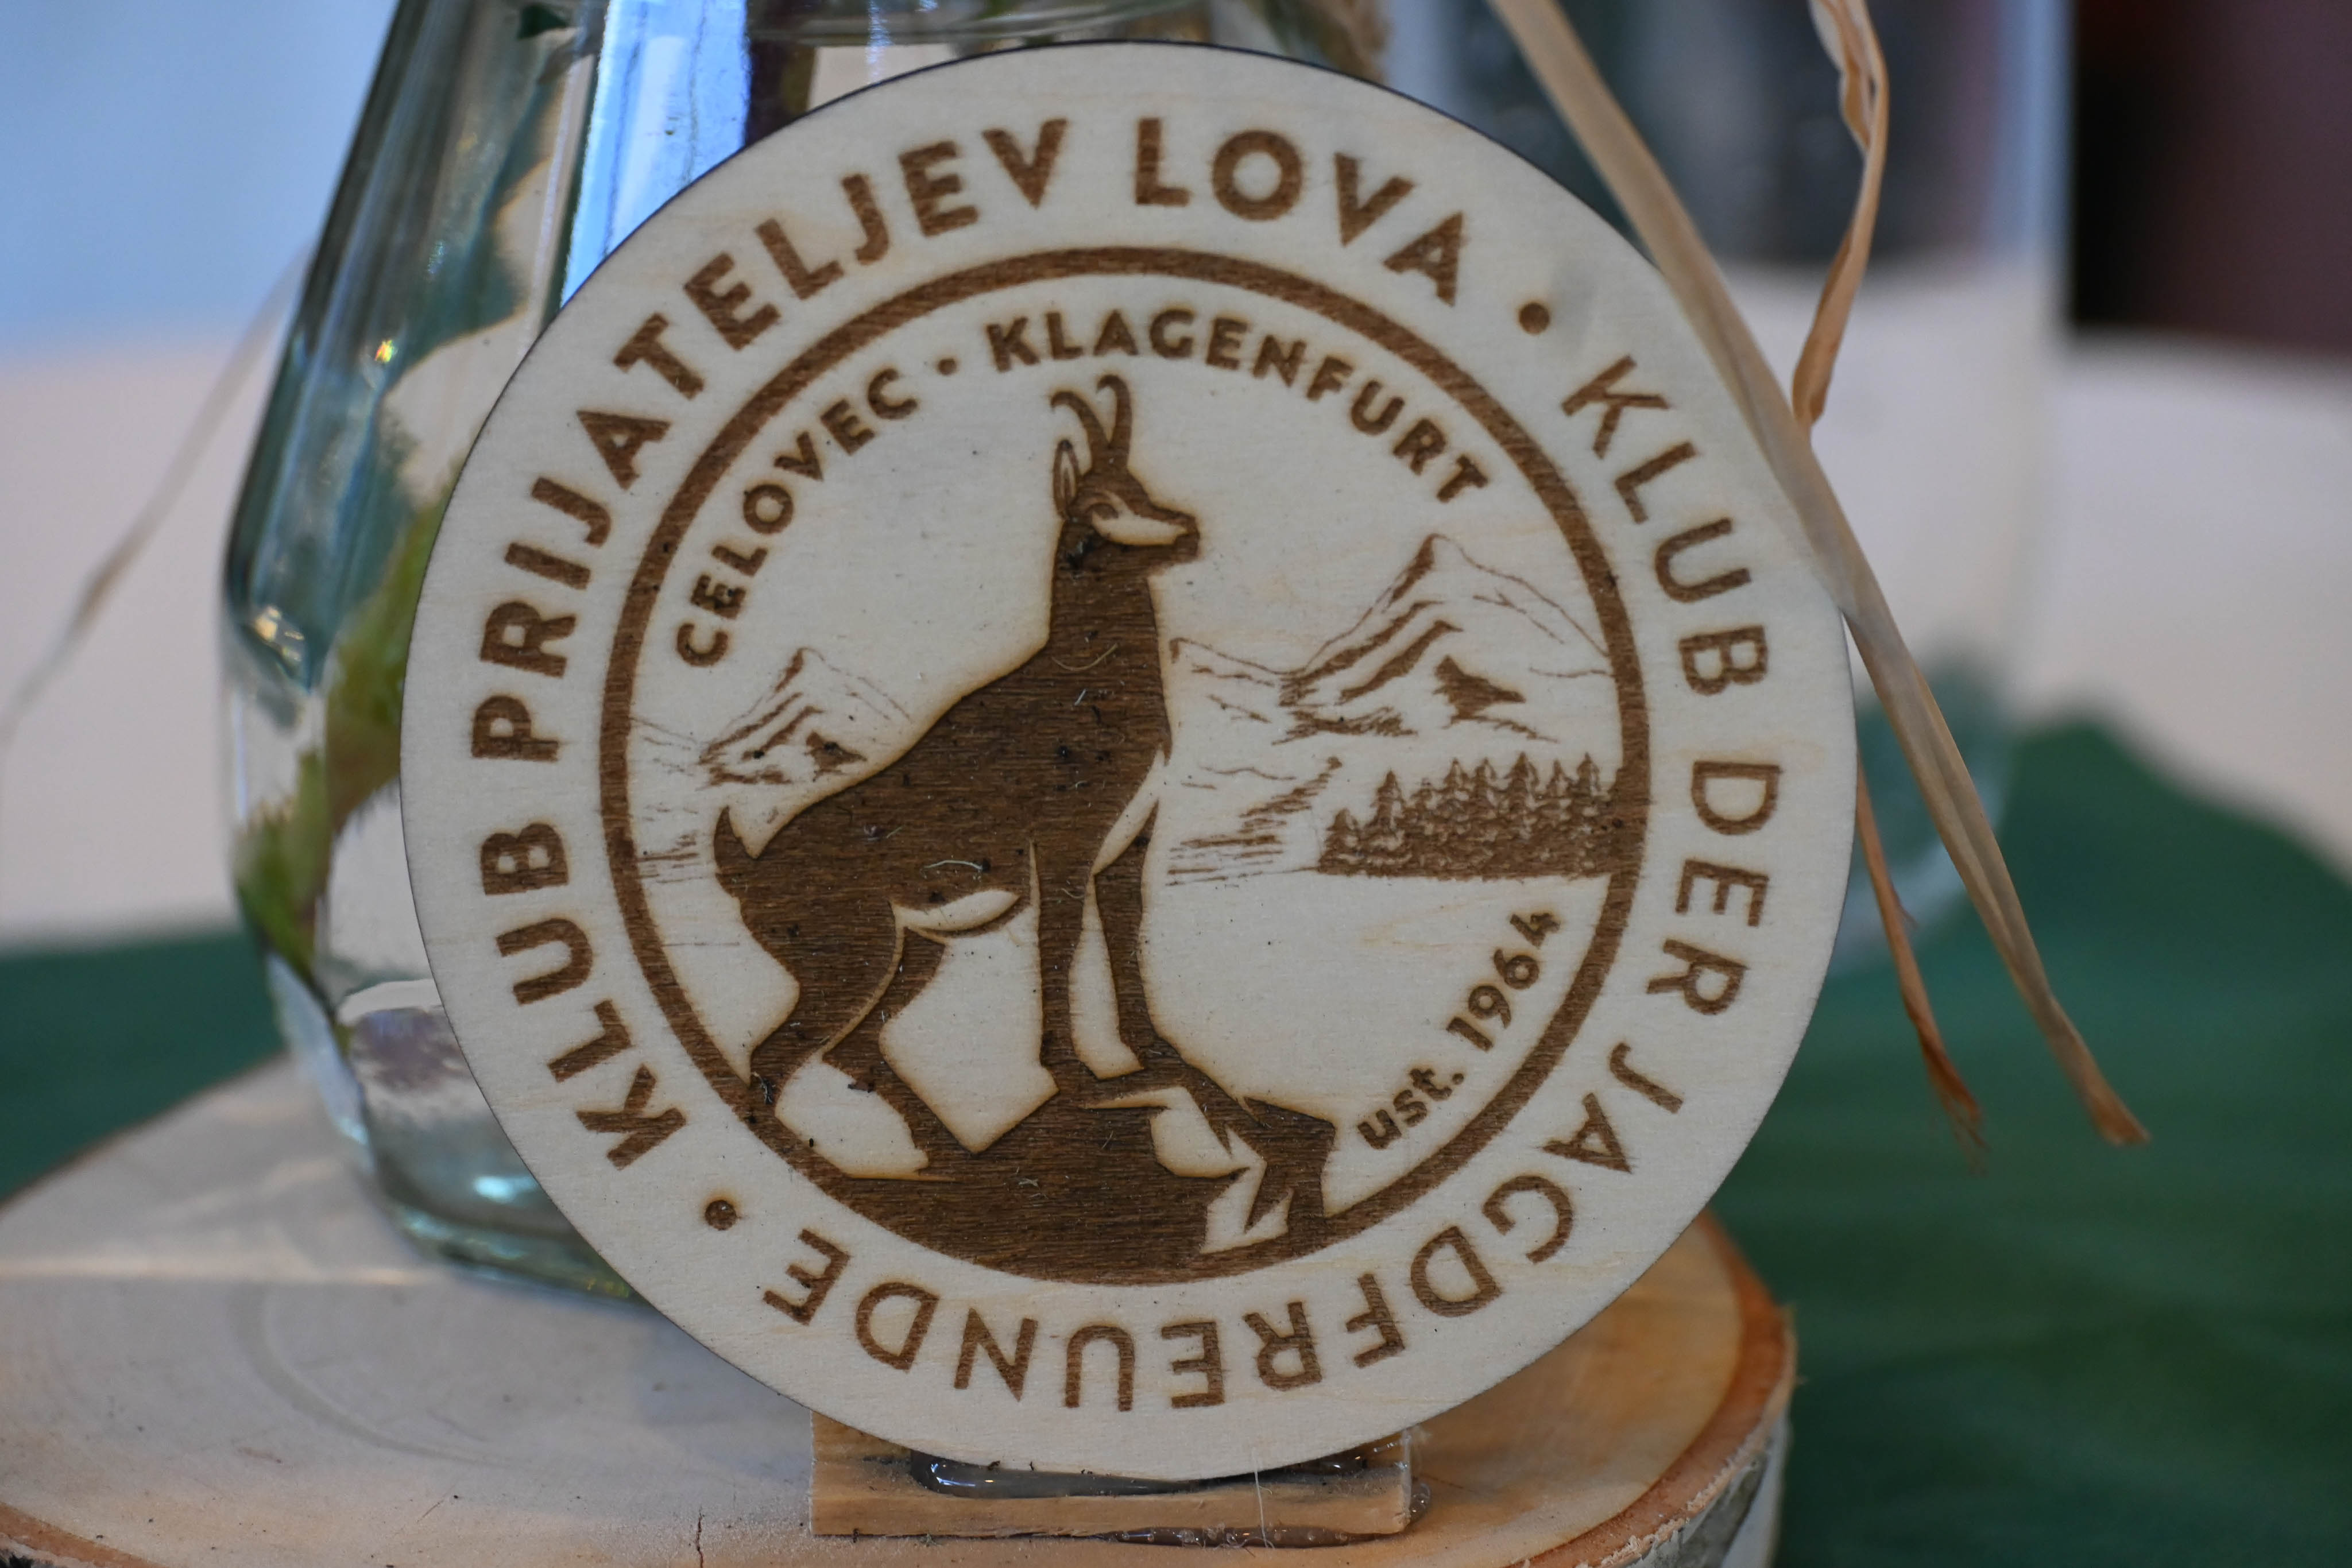 KLUB PRIJATELJEV LOVA • KLUB DER JAGDFREUNDE •
CELOVEC • KLAGENFURT
ust. 1964